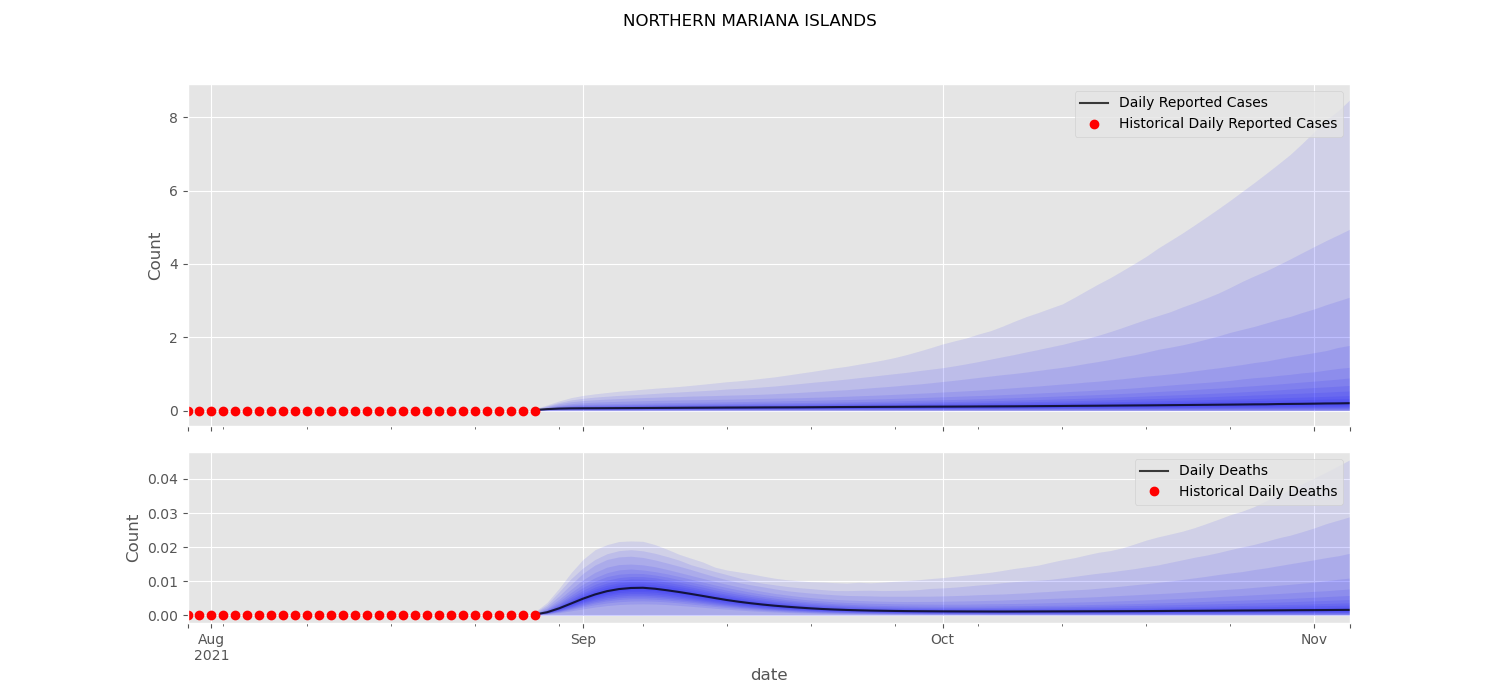 NORTHERN MARIANA ISLANDS
Daily Reported Cases
Historical Daily Reported Cases
8
6
4
2
0
Count
Daily Deaths
Historical Daily Deaths
0.04
0.03
0.02
0.01
0.00
Count
Aug Sep Oct Nov
2021
date